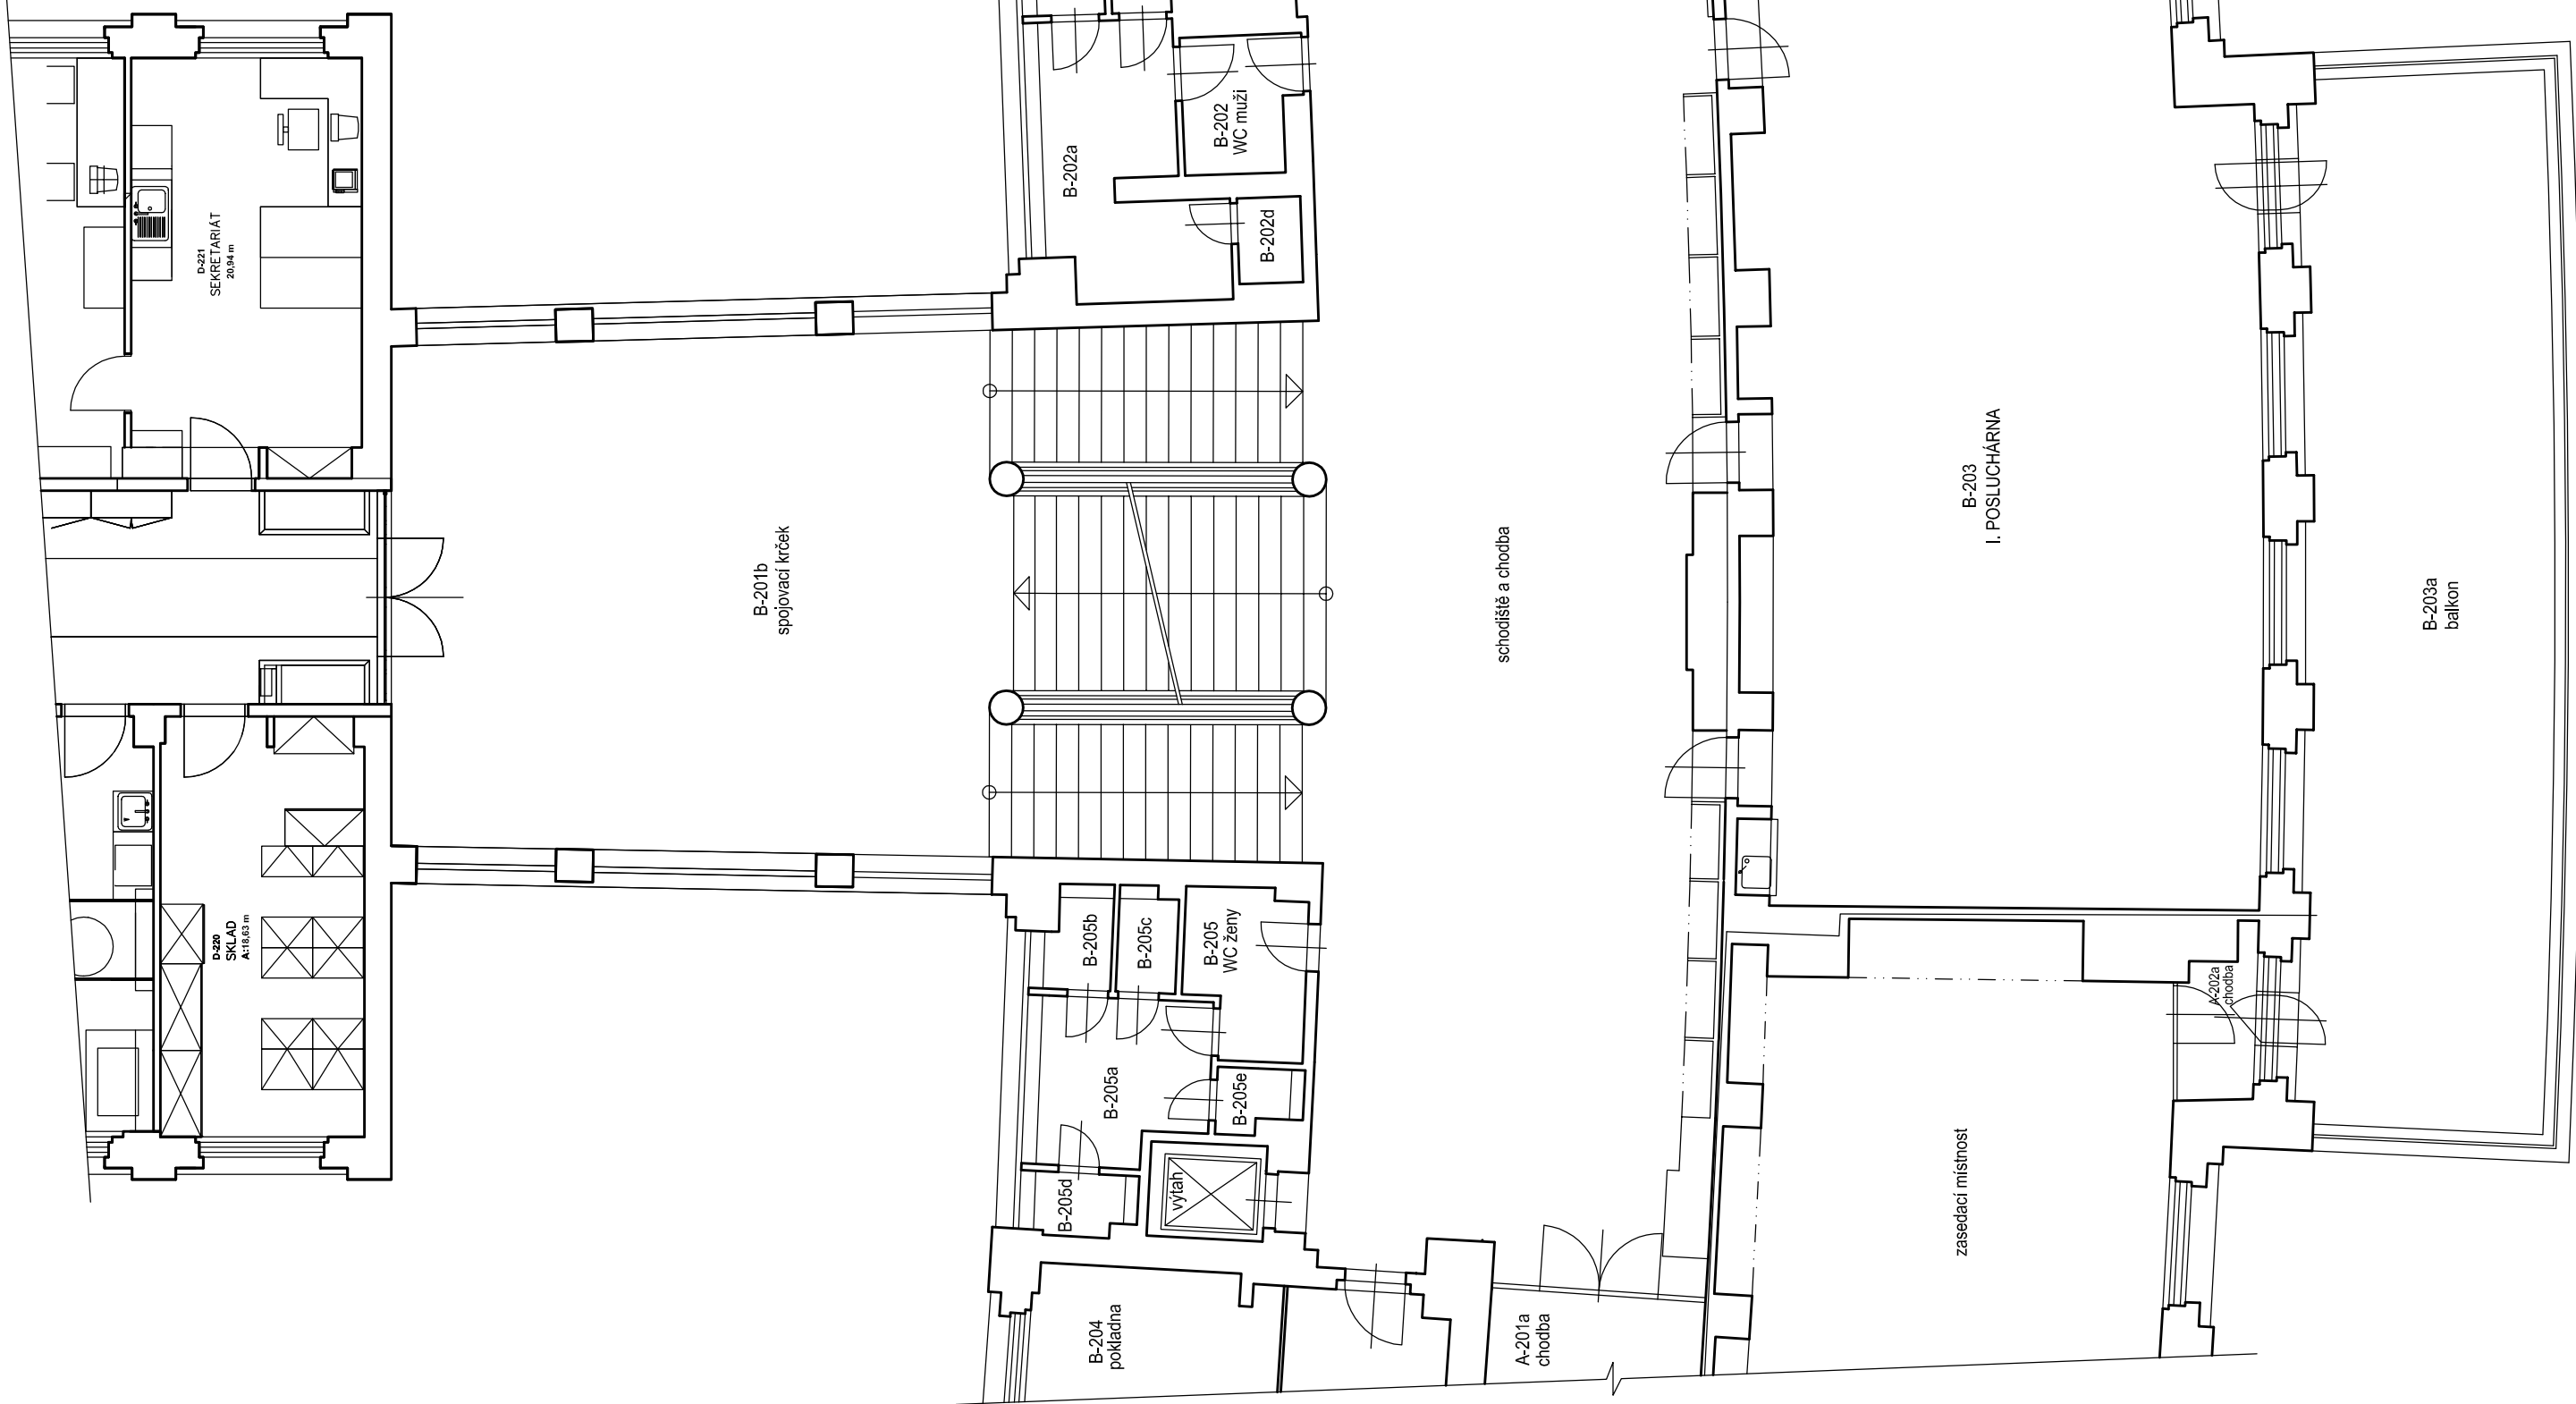 D-221
SEKRETARIÁT
20,94 m
D-220
SKLAD
A:18,63 m
B-201b
spojovací krček
B-202a
B-202
WC muži
B-202d
B-205b
B-205c
B-205
WC ženy
B-205a
B-205e
B-205d
výtah
B-204
pokladna
schodiště a chodba
A-201a
chodba
B-203
I. POSLUCHÁRNA
zasedací místnost
A-202a
chodba
B-203a
balkon